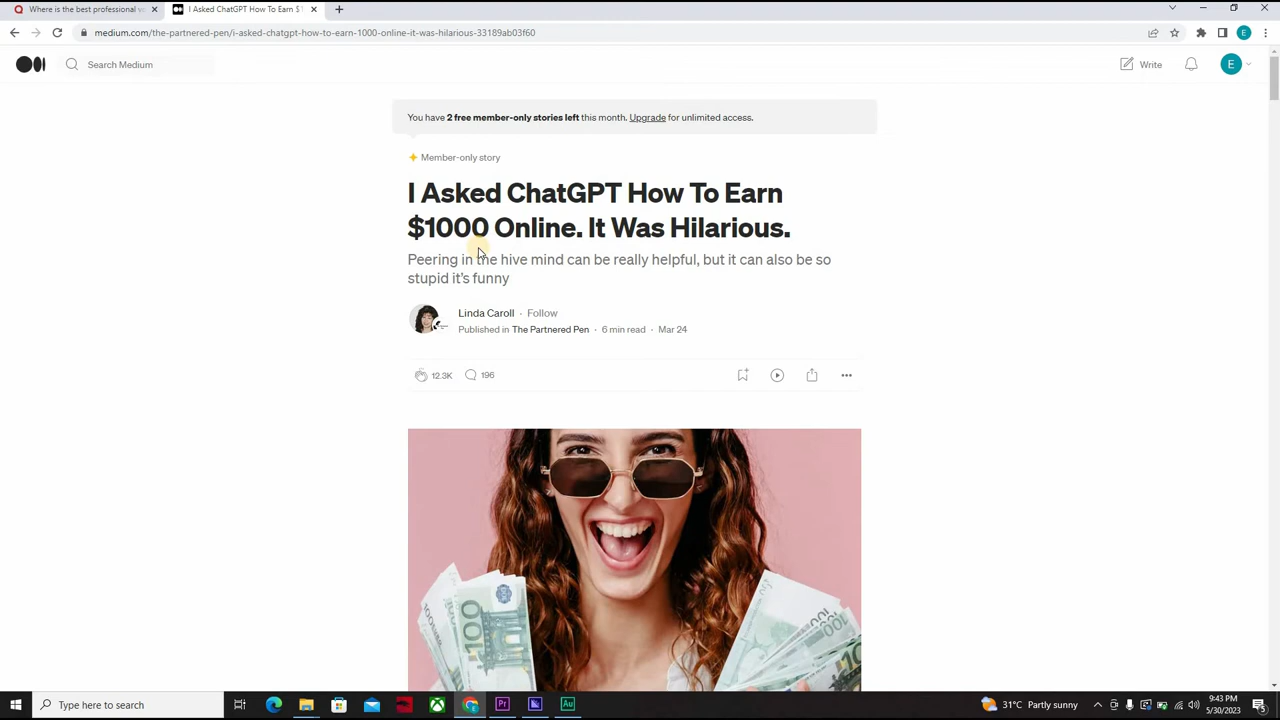 Where is the best professional
I Asked ChatGPT How To Earn $1
medium.com/the-partnered-pen/i-asked-chatgpt-how-to-earn-1000-online-it-was-hilarious-33189ab03f60
E
Search Medium
Write
E
You have 2 free member-only stories left this month. Upgrade for unlimited access.
Member-only story
I Asked ChatGPT How To Earn
$1000 Online. It Was Hilarious.
Peering in the hive mind can be really helpful, but it can also be so
stupid it's funny
Linda Caroll · Follow
Published in The Partnered Pen · 6 min read · Mar 24
12.3K 196
100
100
Type here to search
Pr
Au
31°C Partly sunny
9:43 PM
5/30/2023